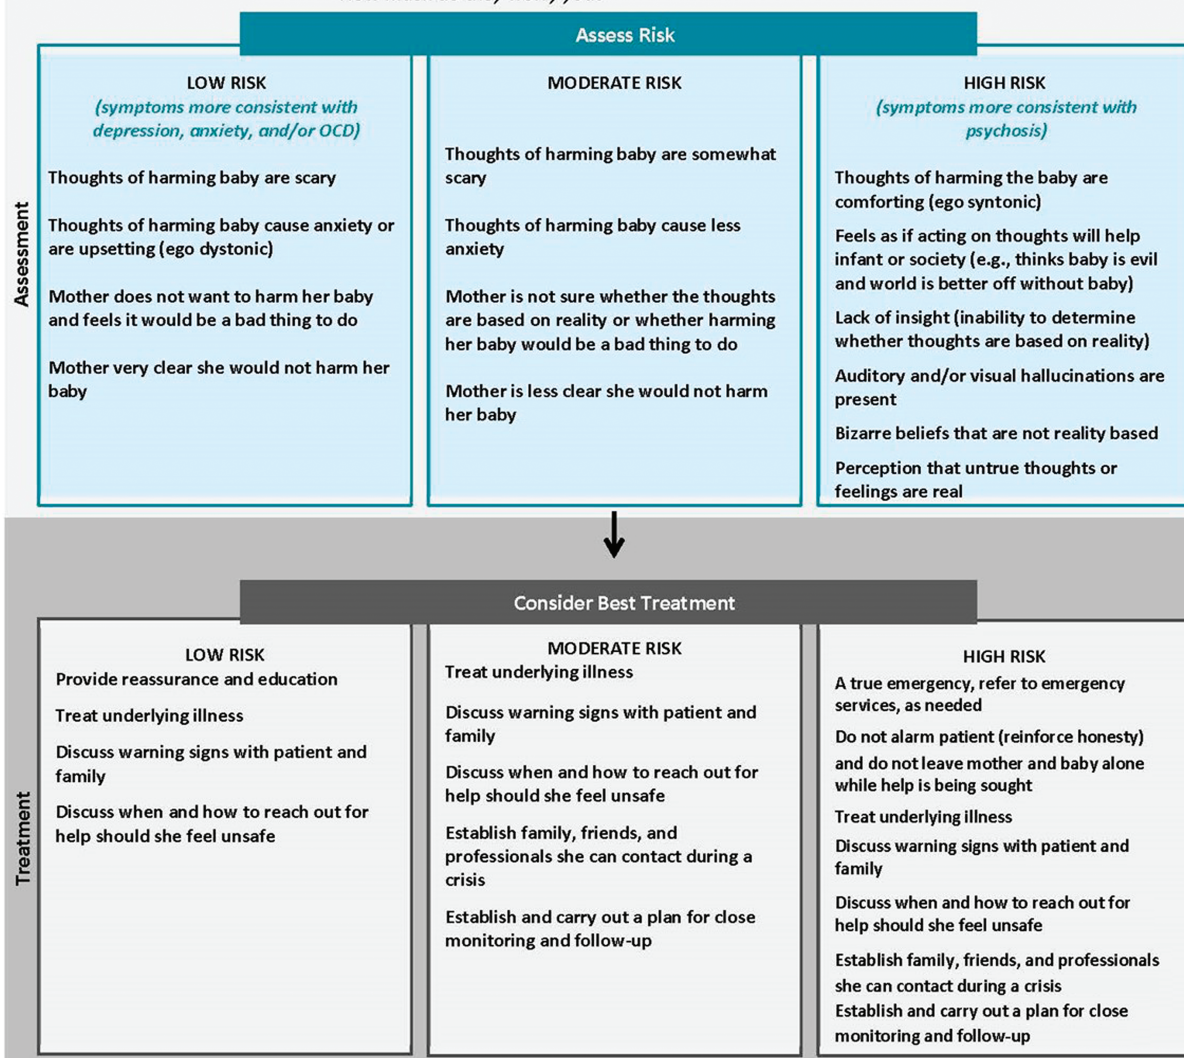 Assess Risk
Assessment
LOW RISK
(symptoms more consistent with
depression, anxiety, and/or OCD)
Thoughts of harming baby are scary
Thoughts of harming baby cause anxiety or
are upsetting (ego dystonic)
Mother does not want to harm her baby
and feels it would be a bad thing to do
Mother very clear she would not harm her
baby
MODERATE RISK
Thoughts of harming baby are somewhat
scary
Thoughts of harming baby cause less
anxiety
Mother is not sure whether the thoughts
are based on reality or whether harming
her baby would be a bad thing to do
Mother is less clear she would not harm
her baby
HIGH RISK
(symptoms more consistent with
psychosis)
Thoughts of harming the baby are
comforting (ego syntonic)
Feels as if acting on thoughts will help
infant or society (e.g., thinks baby is evil
and world is better off without baby)
Lack of insight (inability to determine
whether thoughts are based on reality)
Auditory and/or visual hallucinations are
present
Bizarre beliefs that are not reality based
Perception that untrue thoughts or
feelings are real
Consider Best Treatment
Treatment
LOW RISK
Provide reassurance and education
Treat underlying illness
Discuss warning signs with patient and
family
Discuss when and how to reach out for
help should she feel unsafe
MODERATE RISK
Treat underlying illness
Discuss warning signs with patient and
family
Discuss when and how to reach out for
help should she feel unsafe
Establish family, friends, and
professionals she can contact during a
crisis
Establish and carry out a plan for close
monitoring and follow-up
HIGH RISK
A true emergency, refer to emergency
services, as needed
Do not alarm patient (reinforce honesty)
and do not leave mother and baby alone
while help is being sought
Treat underlying illness
Discuss warning signs with patient and
family
Discuss when and how to reach out for
help should she feel unsafe
Establish family, friends, and professionals
she can contact during a crisis
Establish and carry out a plan for close
monitoring and follow-up